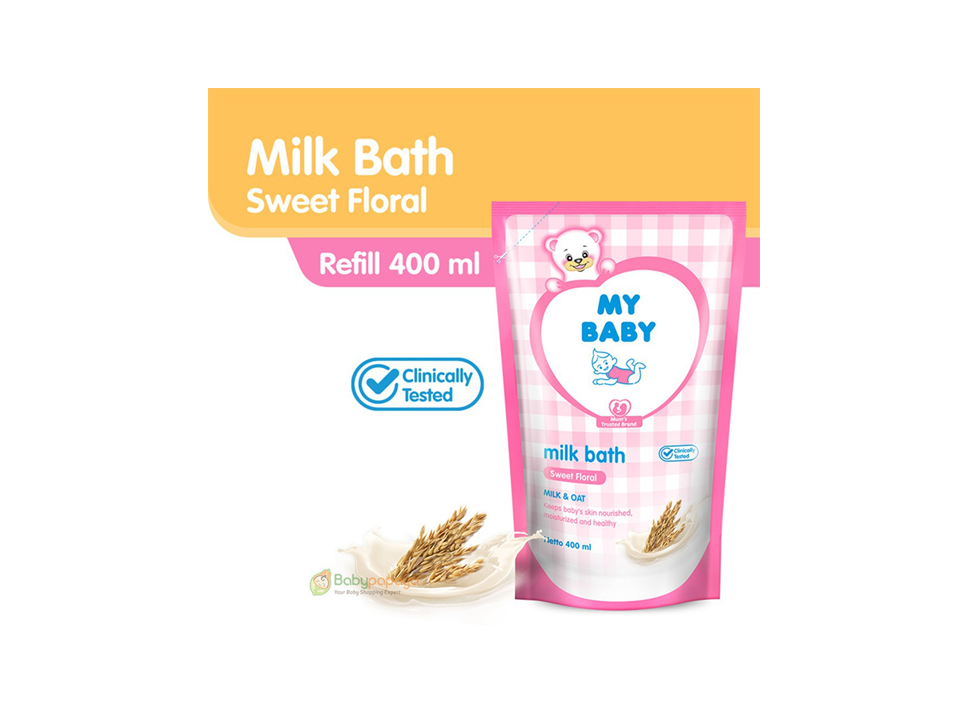 Milk Bath
Sweet Floral
Refill 400 ml
Clinically
Tested
MY
BABY
Mum's
Trusted Brand
milk bath
Clinically
Tested
Sweet Floral
MILK & OAT
Keeps baby's skin nourished,
moisturized and healthy
Netto 400 ml
Babypapaya
Your Baby Shopping Expert